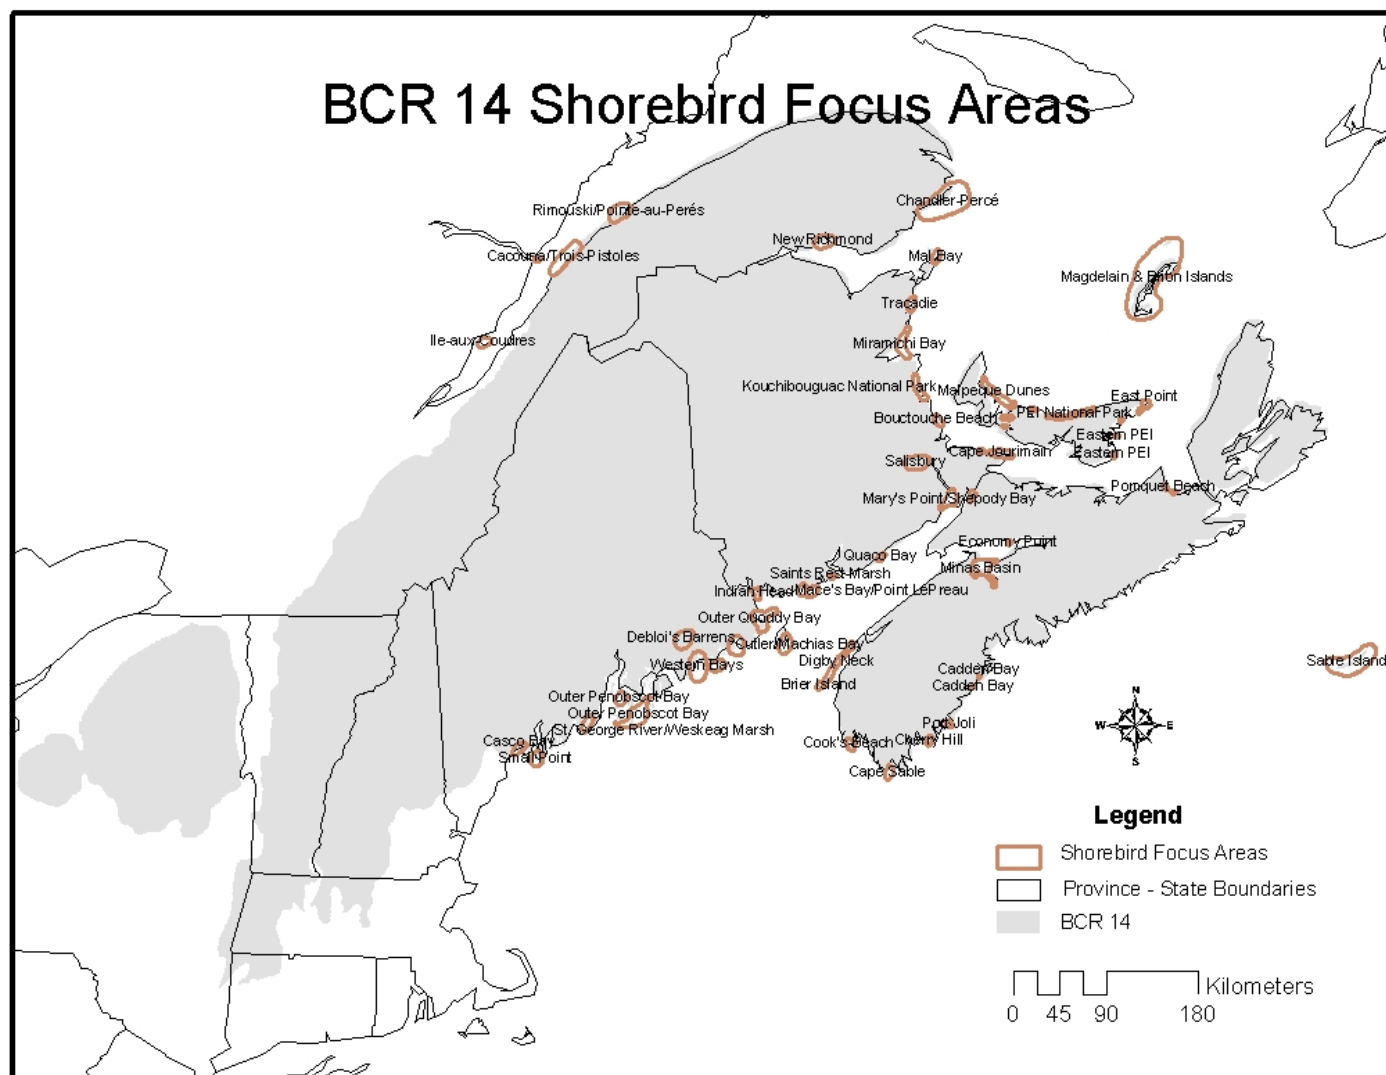 BCR 14 Shorebird Focus Areas
Chandler-Percé
Rimouski/Pointe-au-Perés
New Richmond
Cacouna/Trois-Pistoles
Mal Bay
Magdelain & Brion Islands
Tracadie
Ile-aux-Coudres
Miramichi Bay
Kouchibouguac National Park
Malpeque Dunes
East Point
PEI National Park
Bouctouche Beach
Eastern PEI
Cape Jourimain
Eastern PEI
Salisbury
Pomquet Beach
Mary's Point/Shepody Bay
Economy Point
Quaco Bay
Minas Basin
Saints Rest Marsh
Indian Head
Mace's Bay/Point LePreau
Outer Quoddy Bay
Debloi's Barrens
Cutler/Machias Bay
Western Bays
Digby Neck
Sable Island
Cadden Bay
Brier Island
Cadden Bay
Outer Penobscot Bay
Outer Penobscot Bay
Port Joli
St. George River/Weskeag Marsh
Casco Bay
Cook's Beach
Cherry Hill
Small Point
Cape Sable
N
W
E
S
Legend
Shorebird Focus Areas
Province - State Boundaries
BCR 14
Kilometers
0 45 90 180